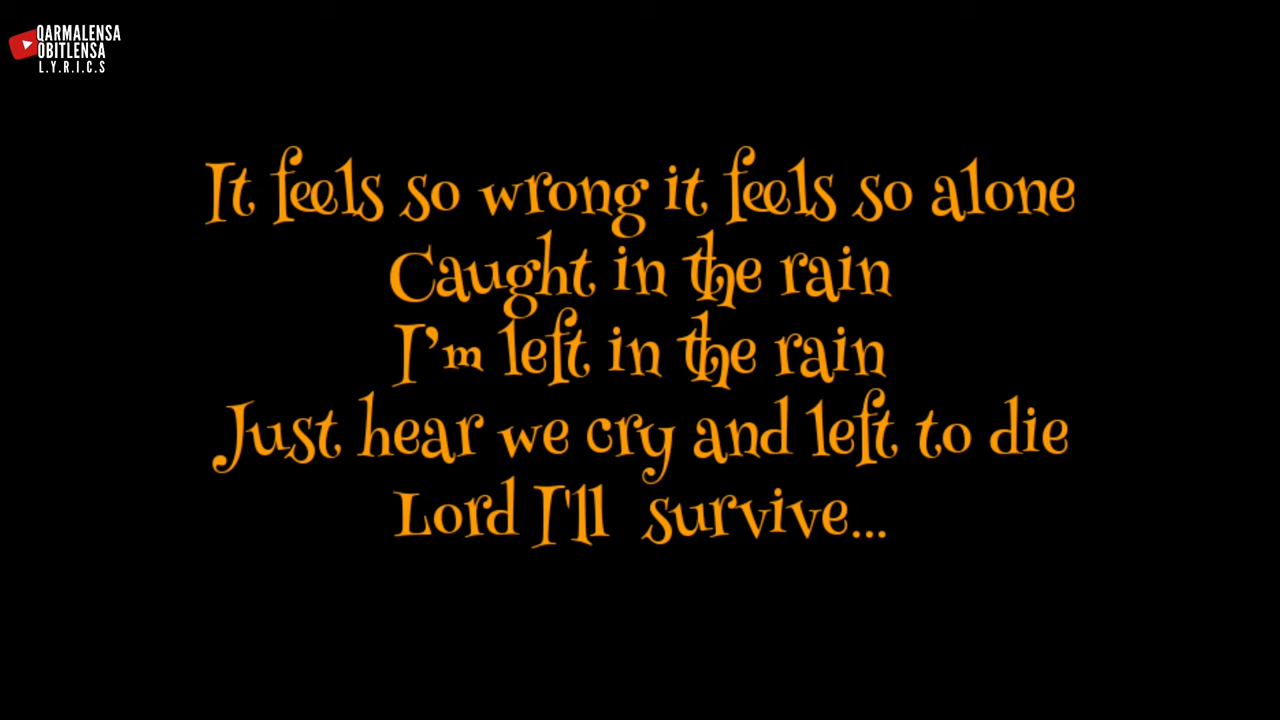 QARMALENSA
OBITLENSA
L.Y.R.I.C.S
It feels so wrong it feels so alone
Caught in the rain
I'm left in the rain
Just hear we cry and left to die
Lord I'll survive...